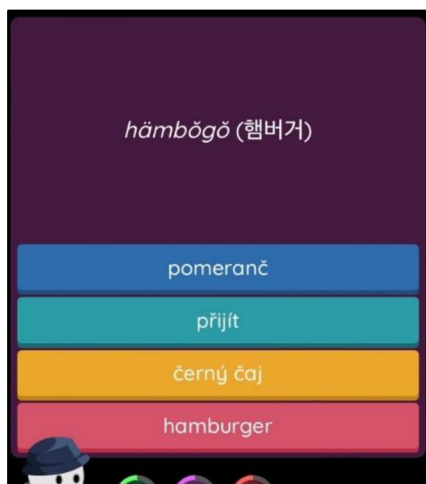 hämbŏgŏ (햄버거)
pomeranč
přijít
černý čaj
hamburger